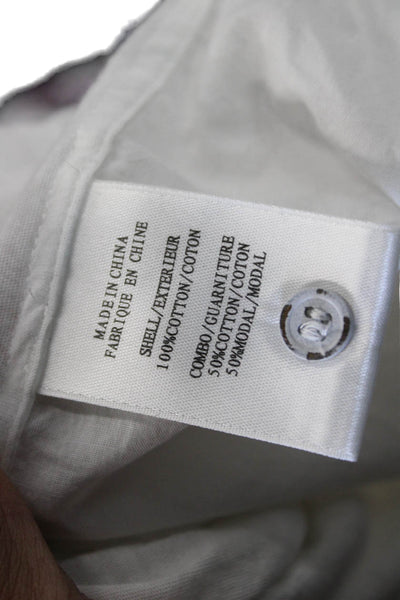 MADE IN CHINA
FABRIQUE EN CHINE
SHELL/EXTERIEUR
100%COTTON/COTON
COMBO/GUARNITURE
50%COTTON/COTON
50%MODAL/MODAL